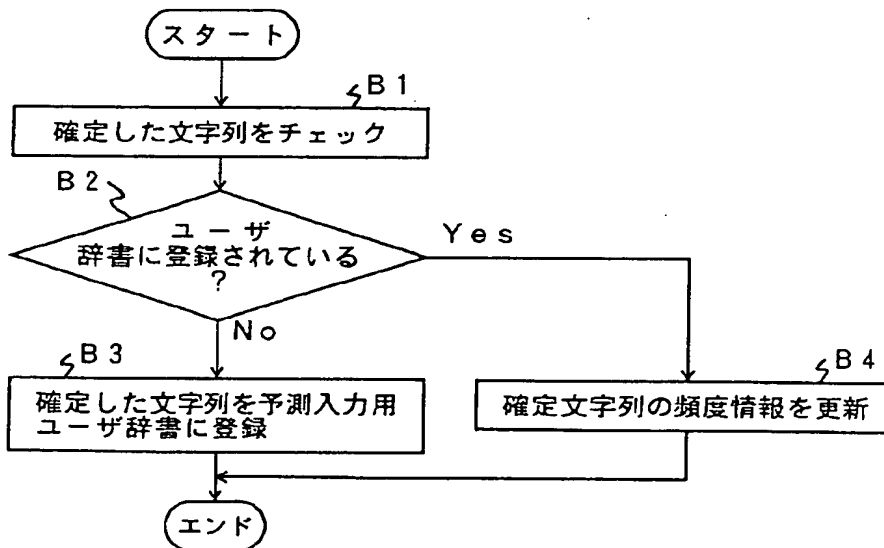 スタート
B1
確定した文字列をチェック
B2
ユーザ
辞書に登録されている
?
Yes
No
B3
確定した文字列を予測入力用
ユーザ辞書に登録
B4
確定文字列の頻度情報を更新
エンド